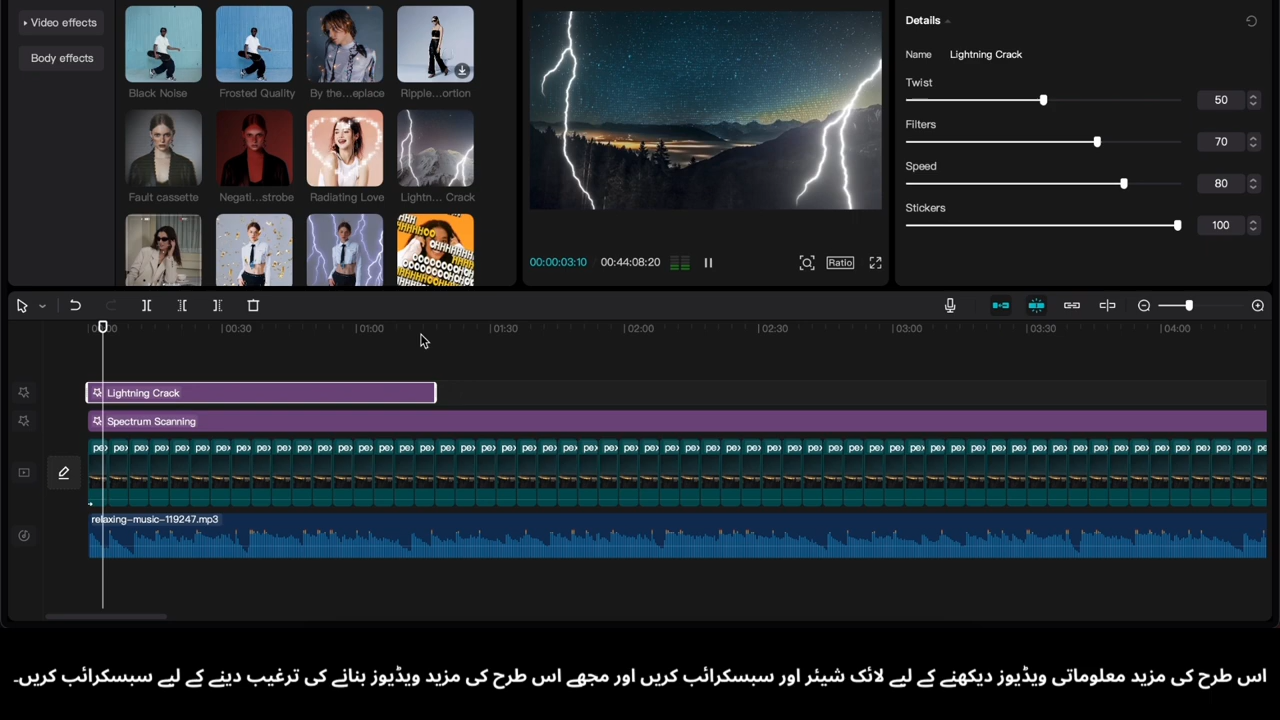 Video effects
Body effects
Black Noise
Frosted Quality
By the...eplace
Ripple...ortion
Fault cassette
Negati...strobe
Radiating Love
Lightn... Crack
00:00:03:10
00:44:08:20
Ratio
Details
Name Lightning Crack
Twist
50
Filters
70
Speed
80
Stickers
100
00:30
01:00
01:30
02:00
02:30
03:00
03:30
04:00
Lightning Crack
Spectrum Scanning
relaxing-music-119247.mp3
اس طرح کی مزید معلوماتی ویڈیوز دیکھنے کے لیے لائک شیئر اور سبسکرائب کریں اور مجھے اس طرح کی مزید ویڈیوز بنانے کی ترغیب دینے کے لیے سبسکرائب کریں۔